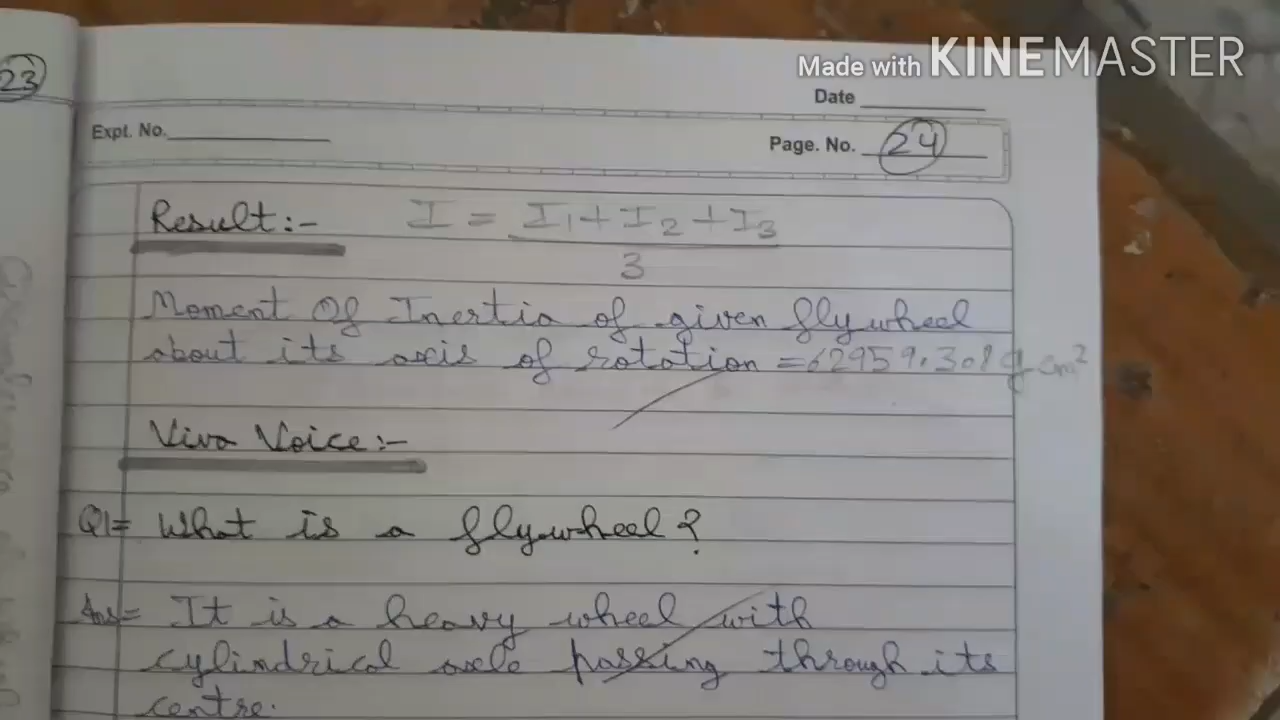 23
Made with KINEMASTER
Date
Expt. No.
Page. No. 24
Result:- I = I1 + I2 + I3
3
Moment Of Inertia of given flywheel
about its axis of rotation = 62959.308 g cm²
Viva Voice:-
Q1= What is a flywheel?
Ans= It is a heavy wheel with
cylindrical axle passing through its
centre.